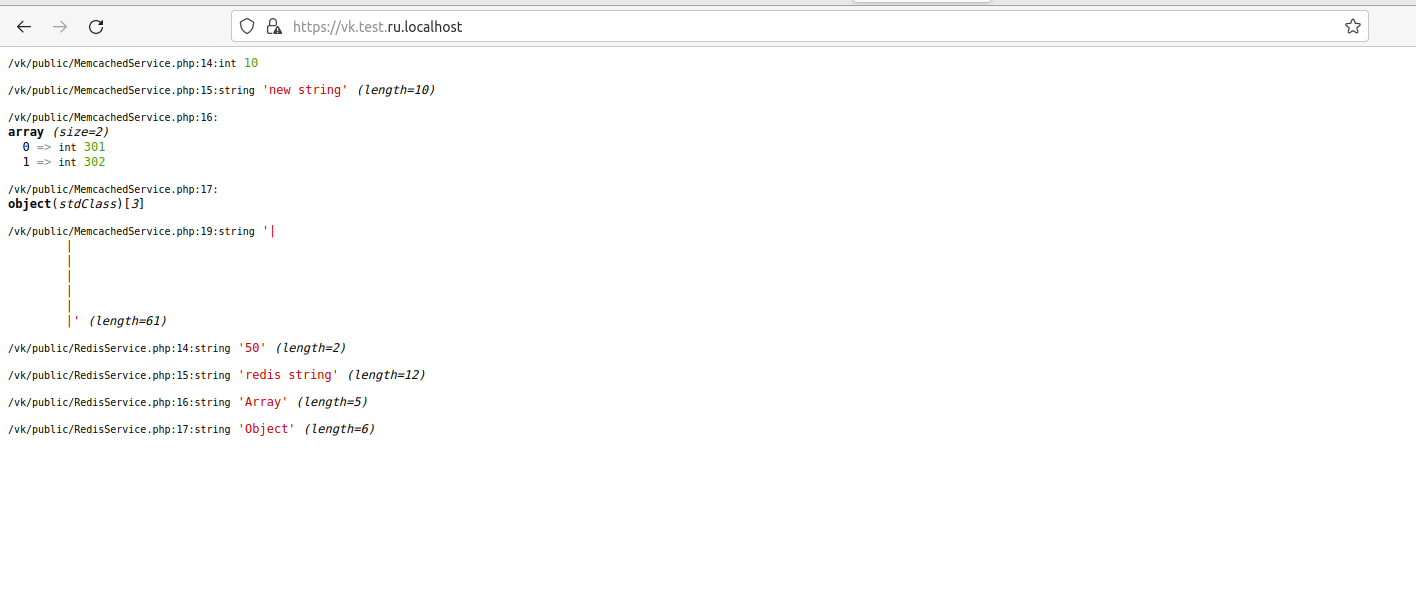 https://vk.test.ru.localhost
/vk/public/MemcachedService.php:14:int 10
/vk/public/MemcachedService.php:15:string 'new string' (length=10)
/vk/public/MemcachedService.php:16:
array (size=2)
0 => int 301
1 => int 302
/vk/public/MemcachedService.php:17:
object(stdClass)[3]
/vk/public/MemcachedService.php:19:string '|
|
|
|
|
|
|' (length=61)
/vk/public/RedisService.php:14:string '50' (length=2)
/vk/public/RedisService.php:15:string 'redis string' (length=12)
/vk/public/RedisService.php:16:string 'Array' (length=5)
/vk/public/RedisService.php:17:string 'Object' (length=6)